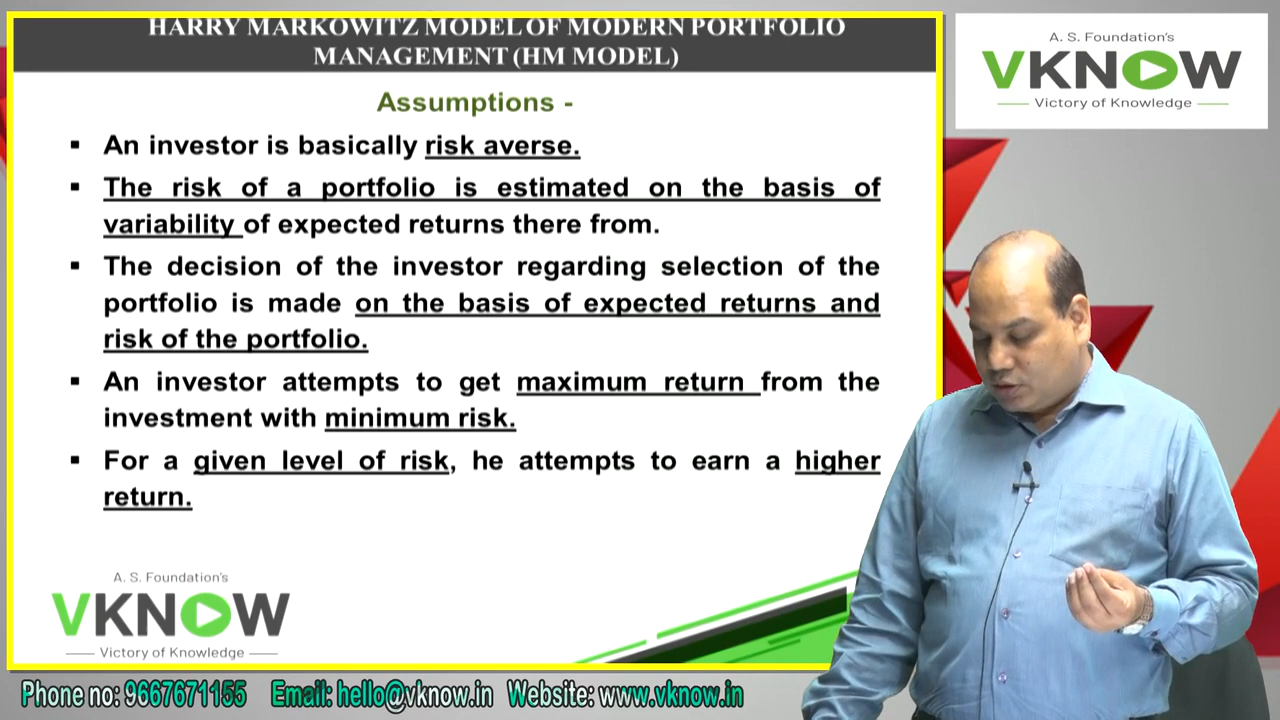 HARRY MARKOWITZ MODEL OF MODERN PORTFOLIO
MANAGEMENT (HM MODEL)
Assumptions -
▪ An investor is basically risk averse.
▪ The risk of a portfolio is estimated on the basis of
variability of expected returns there from.
▪ The decision of the investor regarding selection of the
portfolio is made on the basis of expected returns and
risk of the portfolio.
▪ An investor attempts to get maximum return from the
investment with minimum risk.
▪ For a given level of risk, he attempts to earn a higher
return.
A. S. Foundation's
VKNOW
Victory of Knowledge
A. S. Foundation's
VKNOW
Victory of Knowledge
Phone no: 9667671155 Email: hello@vknow.in Website: www.vknow.in